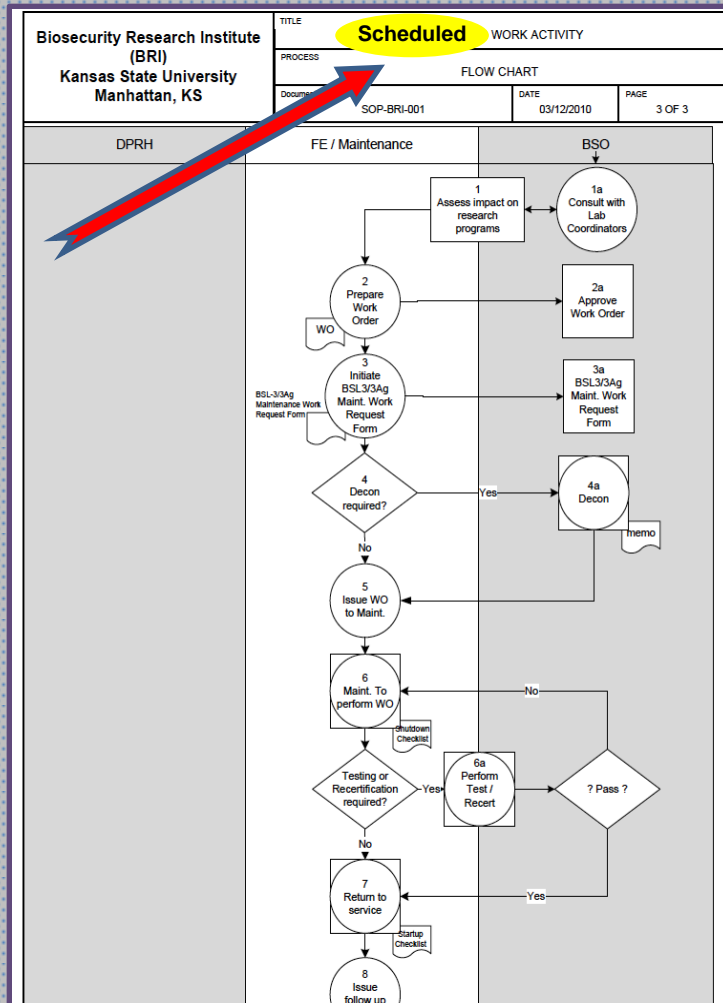 Biosecurity Research Institute
(BRI)
Kansas State University
Manhattan, KS
TITLE
Scheduled WORK ACTIVITY
PROCESS
FLOW CHART
SOP-BRI-001
DATE
03/12/2010
PAGE
3 OF 3
DPRH
FE / Maintenance
BSO
1
Assess impact on
research
programs
1a
Consult with
Lab
Coordinators
2
Prepare
Work
Order
WO
2a
Approve
Work Order
3
Initiate
BSL3/3Ag
Maint. Work
Request
Form
BSL-3/3Ag
Maintenance Work
Request Form
3a
BSL3/3Ag
Maint. Work
Request
Form
4
Decon
required?
Yes
4a
Decon
memo
No
5
Issue WO
to Maint.
6
Maint. To
perform WO
Shutdown
Checklist
No
Testing or
Recertification
required?
Yes
6a
Perform
Test /
Recert
? Pass ?
No
7
Return to
service
Yes
Startup
Checklist
8
Issue
follow up